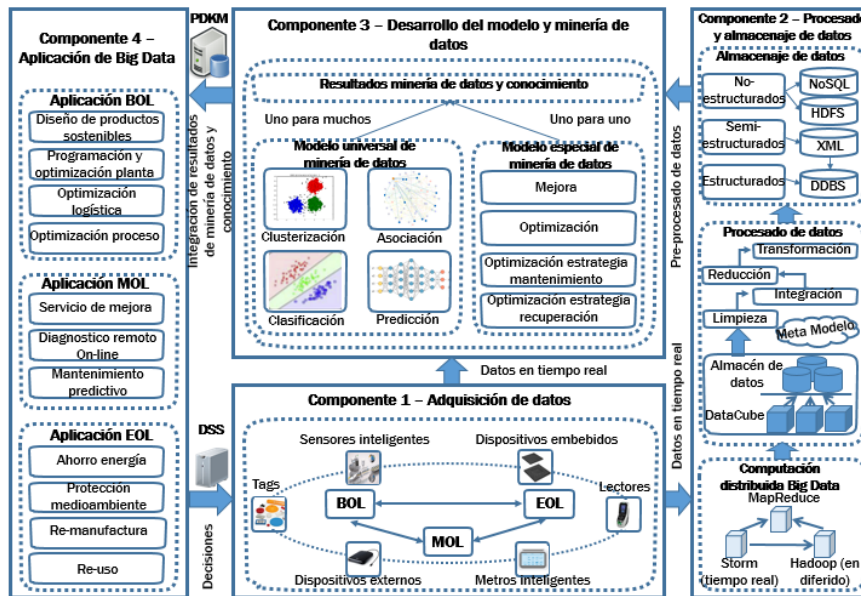 Componente 4 –
Aplicación de Big Data
Aplicación BOL
Diseño de productos
sostenibles
Programación y
optimización planta
Optimización
logística
Optimización proceso
Aplicación MOL
Servicio de mejora
Diagnostico remoto
On-line
Mantenimiento
predictivo
Aplicación EOL
Ahorro energía
Protección
medioambiente
Re-manufactura
Re-uso
PDKM
Integración de resultados
de minería de datos y
conocimiento
DSS
Decisiones
Componente 3 – Desarrollo del modelo y minería de
datos
Resultados minería de datos y conocimiento
Uno para muchos
Uno para uno
Modelo universal de
minería de datos
Clusterización
Asociación
Clasificación
Predicción
Modelo especial de
minería de datos
Mejora
Optimización
Optimización estrategia
mantenimiento
Optimización estrategia
recuperación
Datos en tiempo real
Componente 1 – Adquisición de datos
Sensores inteligentes
Dispositivos embebidos
Tags
Lectores
BOL
EOL
MOL
Dispositivos externos
Metros inteligentes
Pre-procesado de datos
Datos en tiempo real
Componente 2 – Procesado
y almacenaje de datos
Almacenaje de datos
No-
estructurados
NoSQL
HDFS
Semi-
estructurados
XML
Estructurados
DDBS
Procesado de datos
Transformación
Reducción
Integración
Limpieza
Meta Modelo
Almacén de
datos
DataCube
Computación
distribuida Big Data
MapReduce
Storm
(tiempo real)
Hadoop (en
diferido)